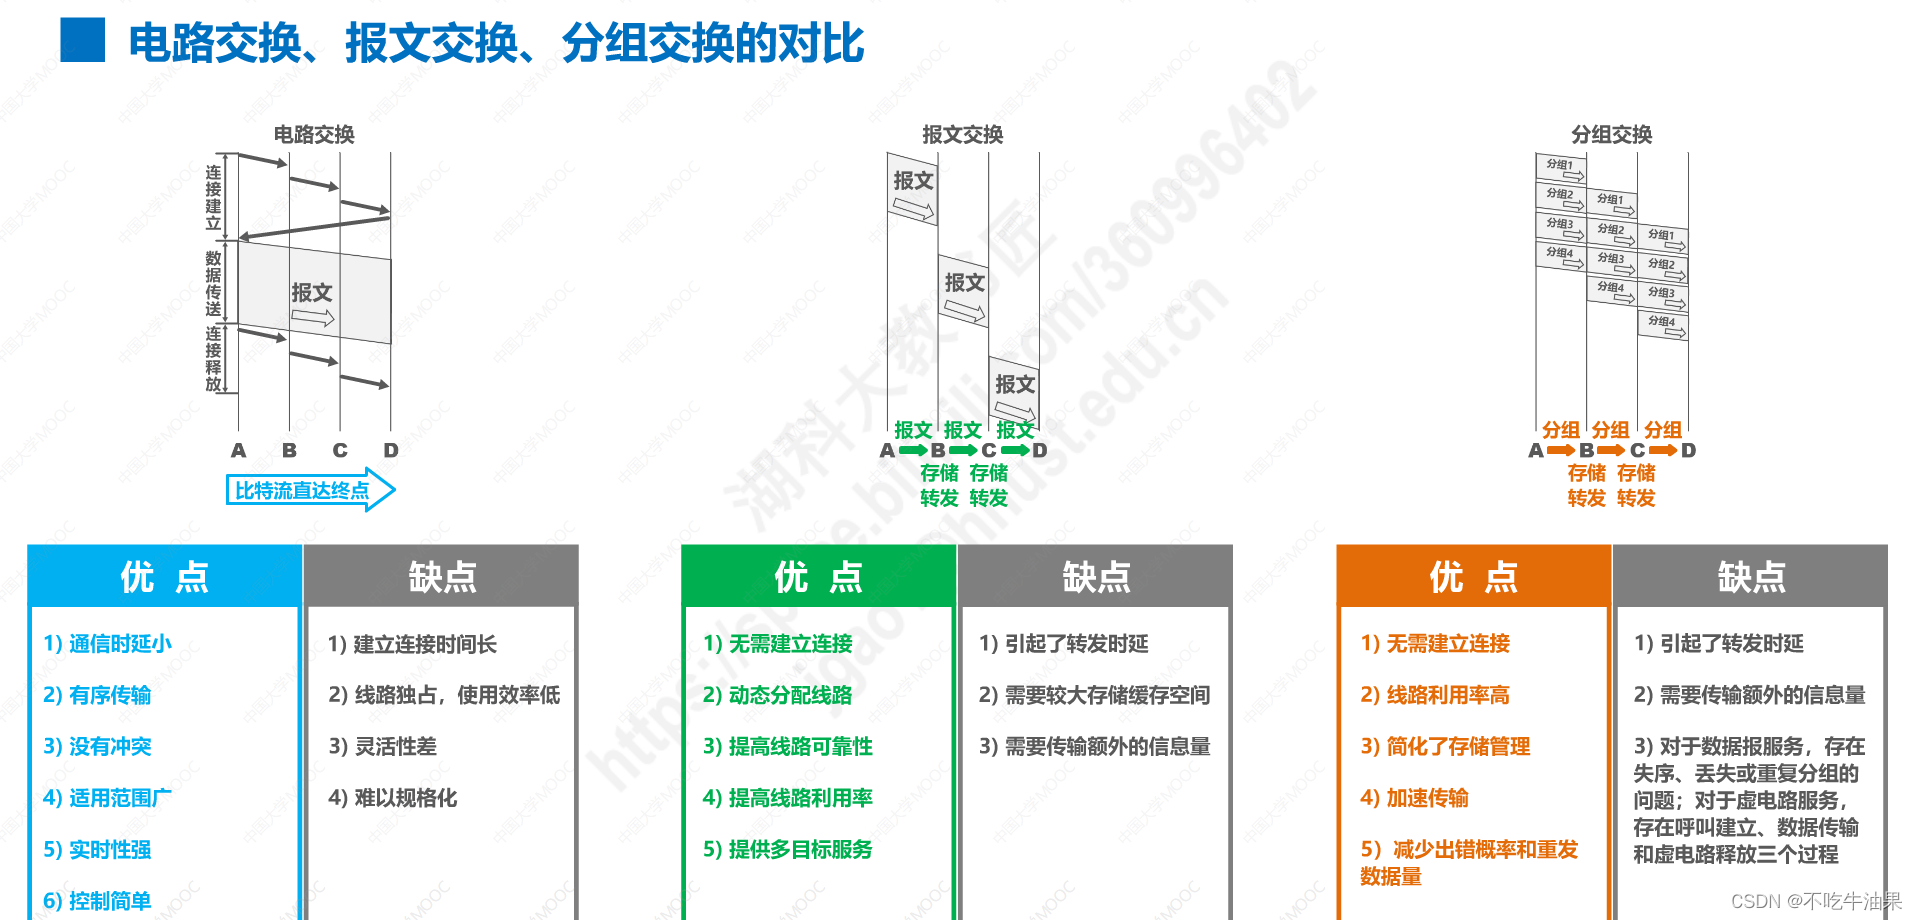 电路交换、报文交换、分组交换的对比
电路交换
连接建立
数据传送
连接释放
报文
A B C D
比特流直达终点
报文交换
报文
报文
报文
报文 报文 报文
A B C D
存储 存储
转发 转发
分组交换
分组1
分组2 分组1
分组3 分组2 分组1
分组4 分组3 分组2
分组4 分组3
分组4
分组 分组 分组
A B C D
存储 存储
转发 转发
优 点
1) 通信时延小
2) 有序传输
3) 没有冲突
4) 适用范围广
5) 实时性强
6) 控制简单
缺点
1) 建立连接时间长
2) 线路独占，使用效率低
3) 灵活性差
4) 难以规格化
优 点
1) 无需建立连接
2) 动态分配线路
3) 提高线路可靠性
4) 提高线路利用率
5) 提供多目标服务
缺点
1) 引起了转发时延
2) 需要较大存储缓存空间
3) 需要传输额外的信息量
优 点
1) 无需建立连接
2) 线路利用率高
3) 简化了存储管理
4) 加速传输
5）减少出错概率和重发
数据量
缺点
1) 引起了转发时延
2) 需要传输额外的信息量
3) 对于数据报服务，存在
失序、丢失或重复分组的
问题；对于虚电路服务，
存在呼叫建立、数据传输
和虚电路释放三个过程
中国大学MOOC
CSDN @不吃牛油果